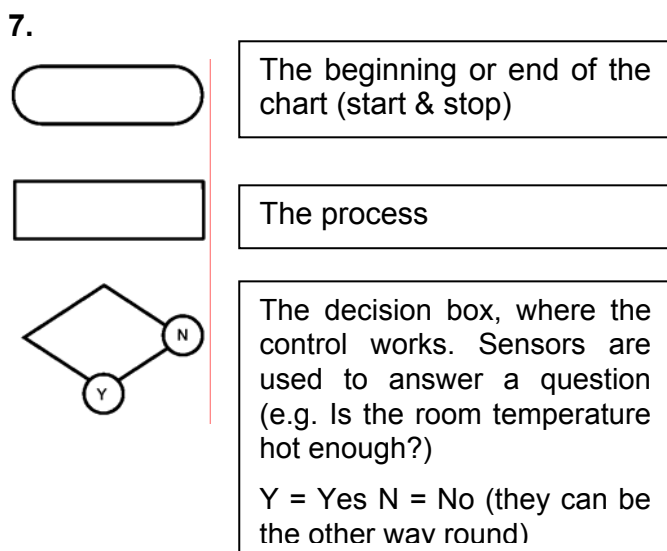 7.
The beginning or end of the
chart (start & stop)
The process
N
Y
The decision box, where the
control works. Sensors are
used to answer a question
(e.g. Is the room temperature
hot enough?)
Y = Yes N = No (they can be
the other way round)